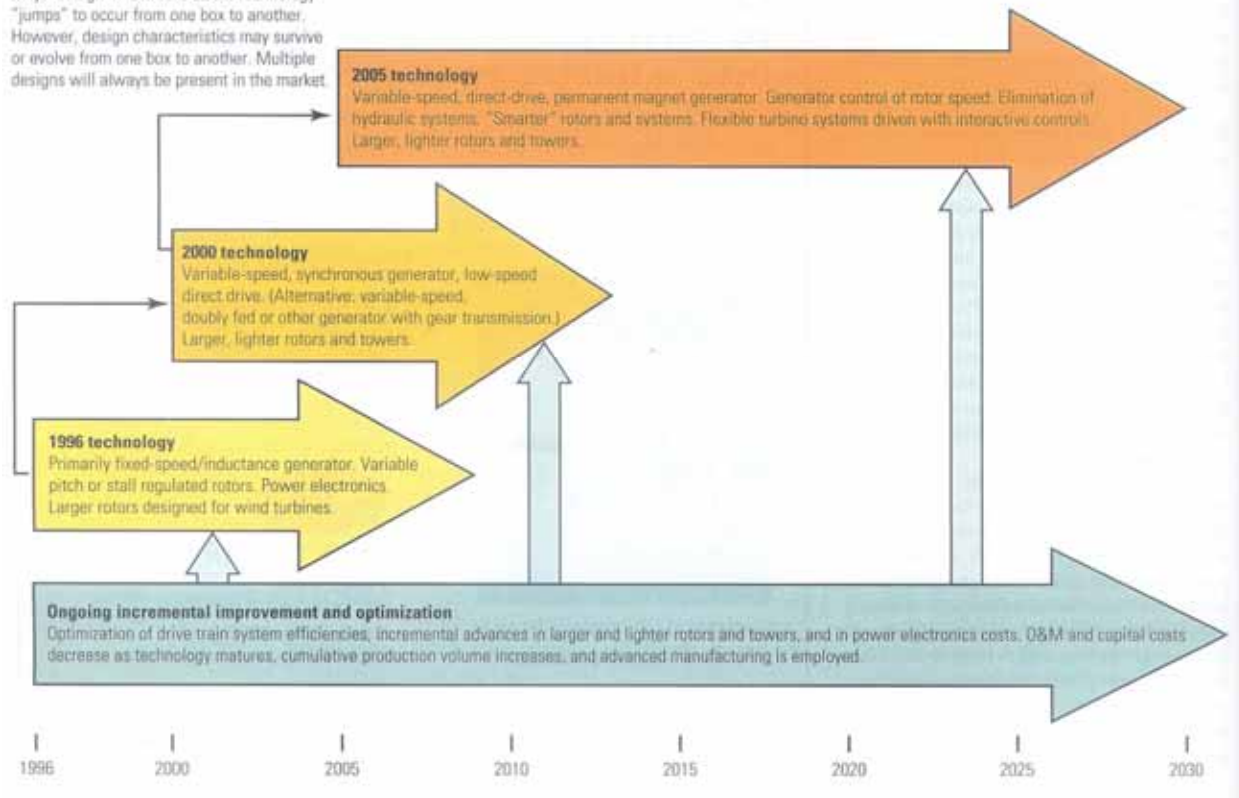 "jumps" to occur from one box to another.
However, design characteristics may survive
or evolve from one box to another. Multiple
designs will always be present in the market.
2005 technology
Variable-speed, direct-drive, permanent magnet generator. Generator control of rotor speed. Elimination of
hydraulic systems. "Smarter" rotors and systems. Flexible turbine systems driven with interactive controls.
Larger, lighter rotors and towers.
2000 technology
Variable-speed, synchronous generator, low-speed
direct drive. (Alternative: variable-speed,
doubly fed or other generator with gear transmission.)
Larger, lighter rotors and towers.
1996 technology
Primarily fixed-speed/inductance generator. Variable
pitch or stall regulated rotors. Power electronics.
Larger rotors designed for wind turbines.
Ongoing incremental improvement and optimization
Optimization of drive train system efficiencies, incremental advances in larger and lighter rotors and towers, and in power electronics costs. O&M and capital costs
decrease as technology matures, cumulative production volume increases, and advanced manufacturing is employed.
1996 2000 2005 2010 2015 2020 2025 2030